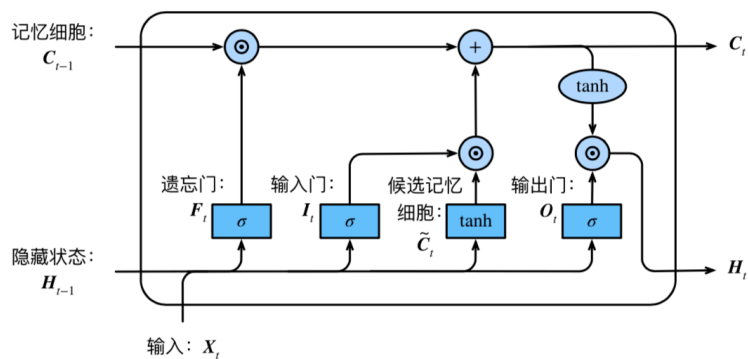 记忆细胞：
C_{t-1}
⊙
+
C_t
tanh
⊙
⊙
遗忘门：
F_t
σ
输入门：
I_t
σ
候选记忆
细胞：
C̃_t
tanh
输出门：
O_t
σ
隐藏状态：
H_{t-1}
H_t
输入：X_t